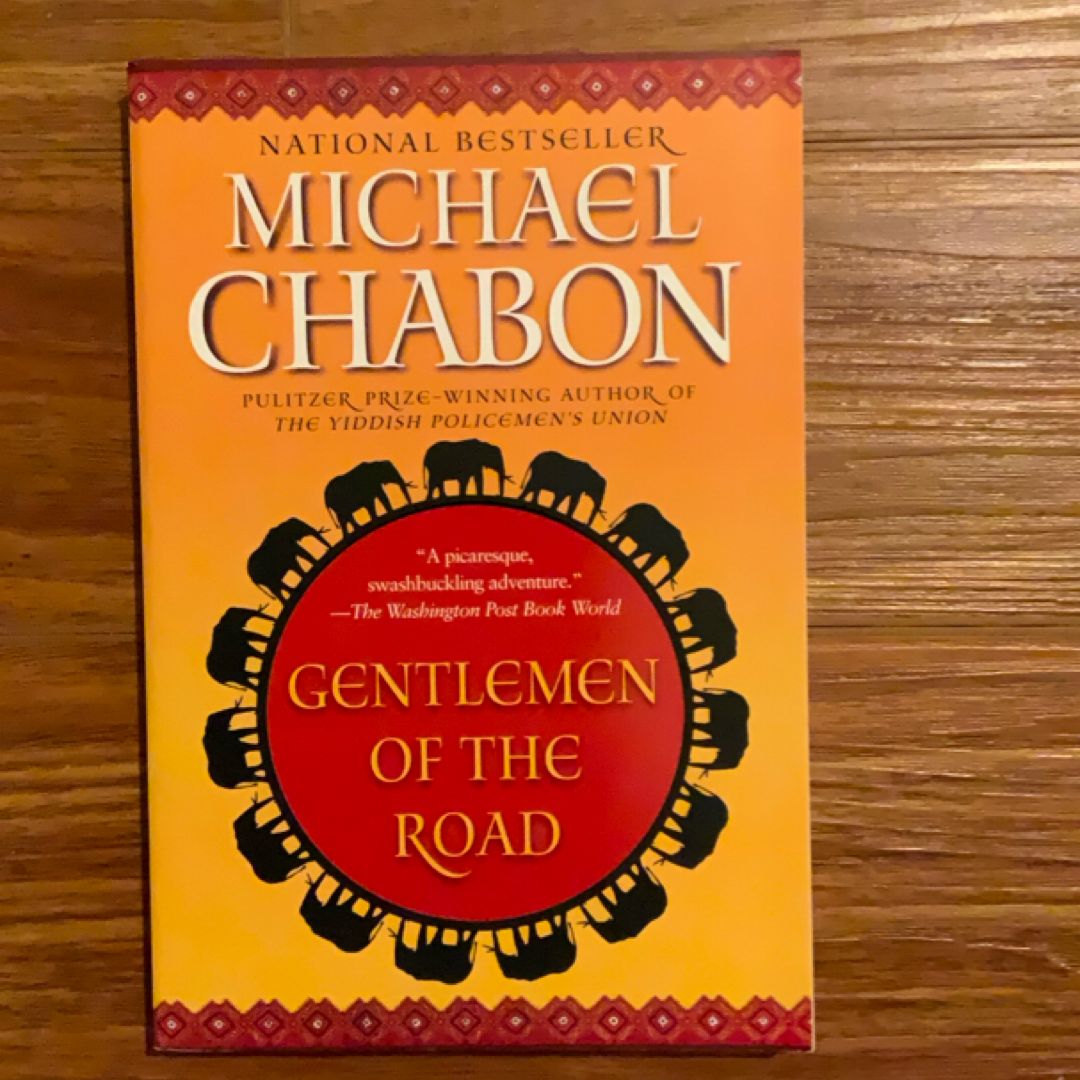 NATIONAL BESTSELLER
MICHAEL
CHABON
PULITZER PRIZE-WINNING AUTHOR OF
THE YIDDISH POLICEMEN'S UNION
“A picaresque,
swashbuckling adventure.”
—The Washington Post Book World
GENTLEMEN
OF THE
ROAD